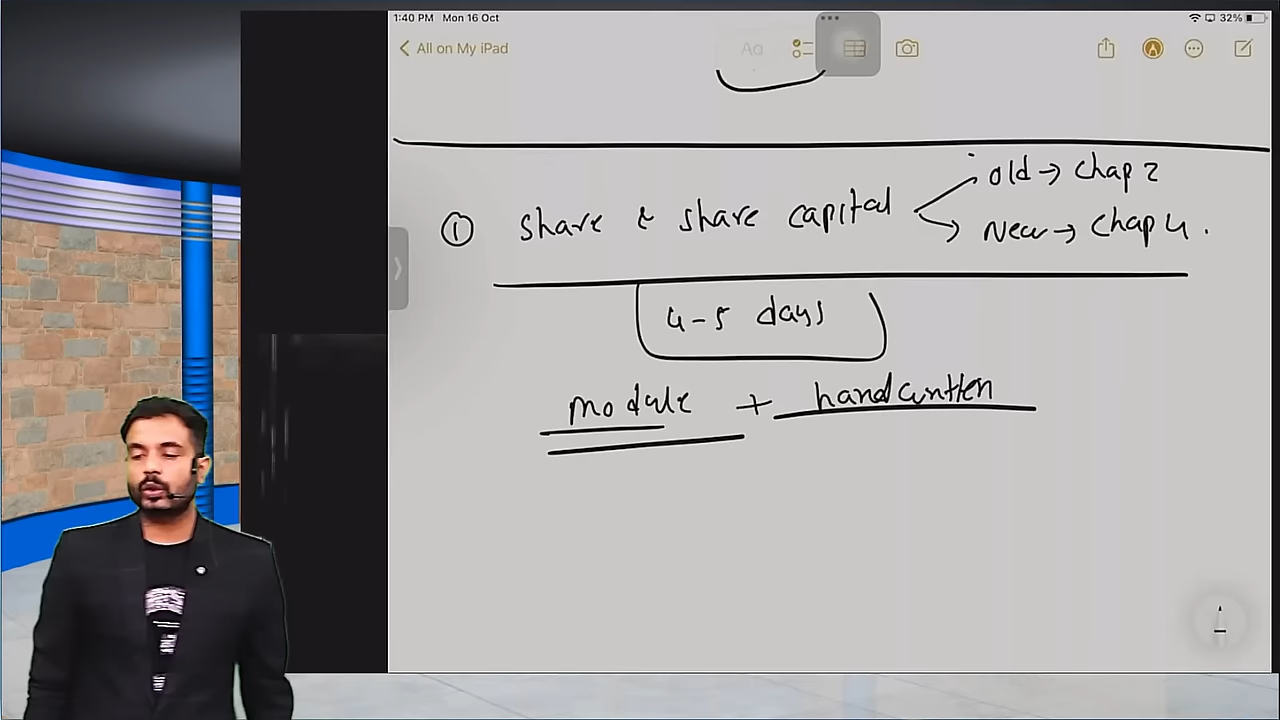 1:40 PM Mon 16 Oct 32%
All on My iPad Aa
old → Chap 2
① Share & share capital
New → Chap 4.
4-5 days
module + handwritten